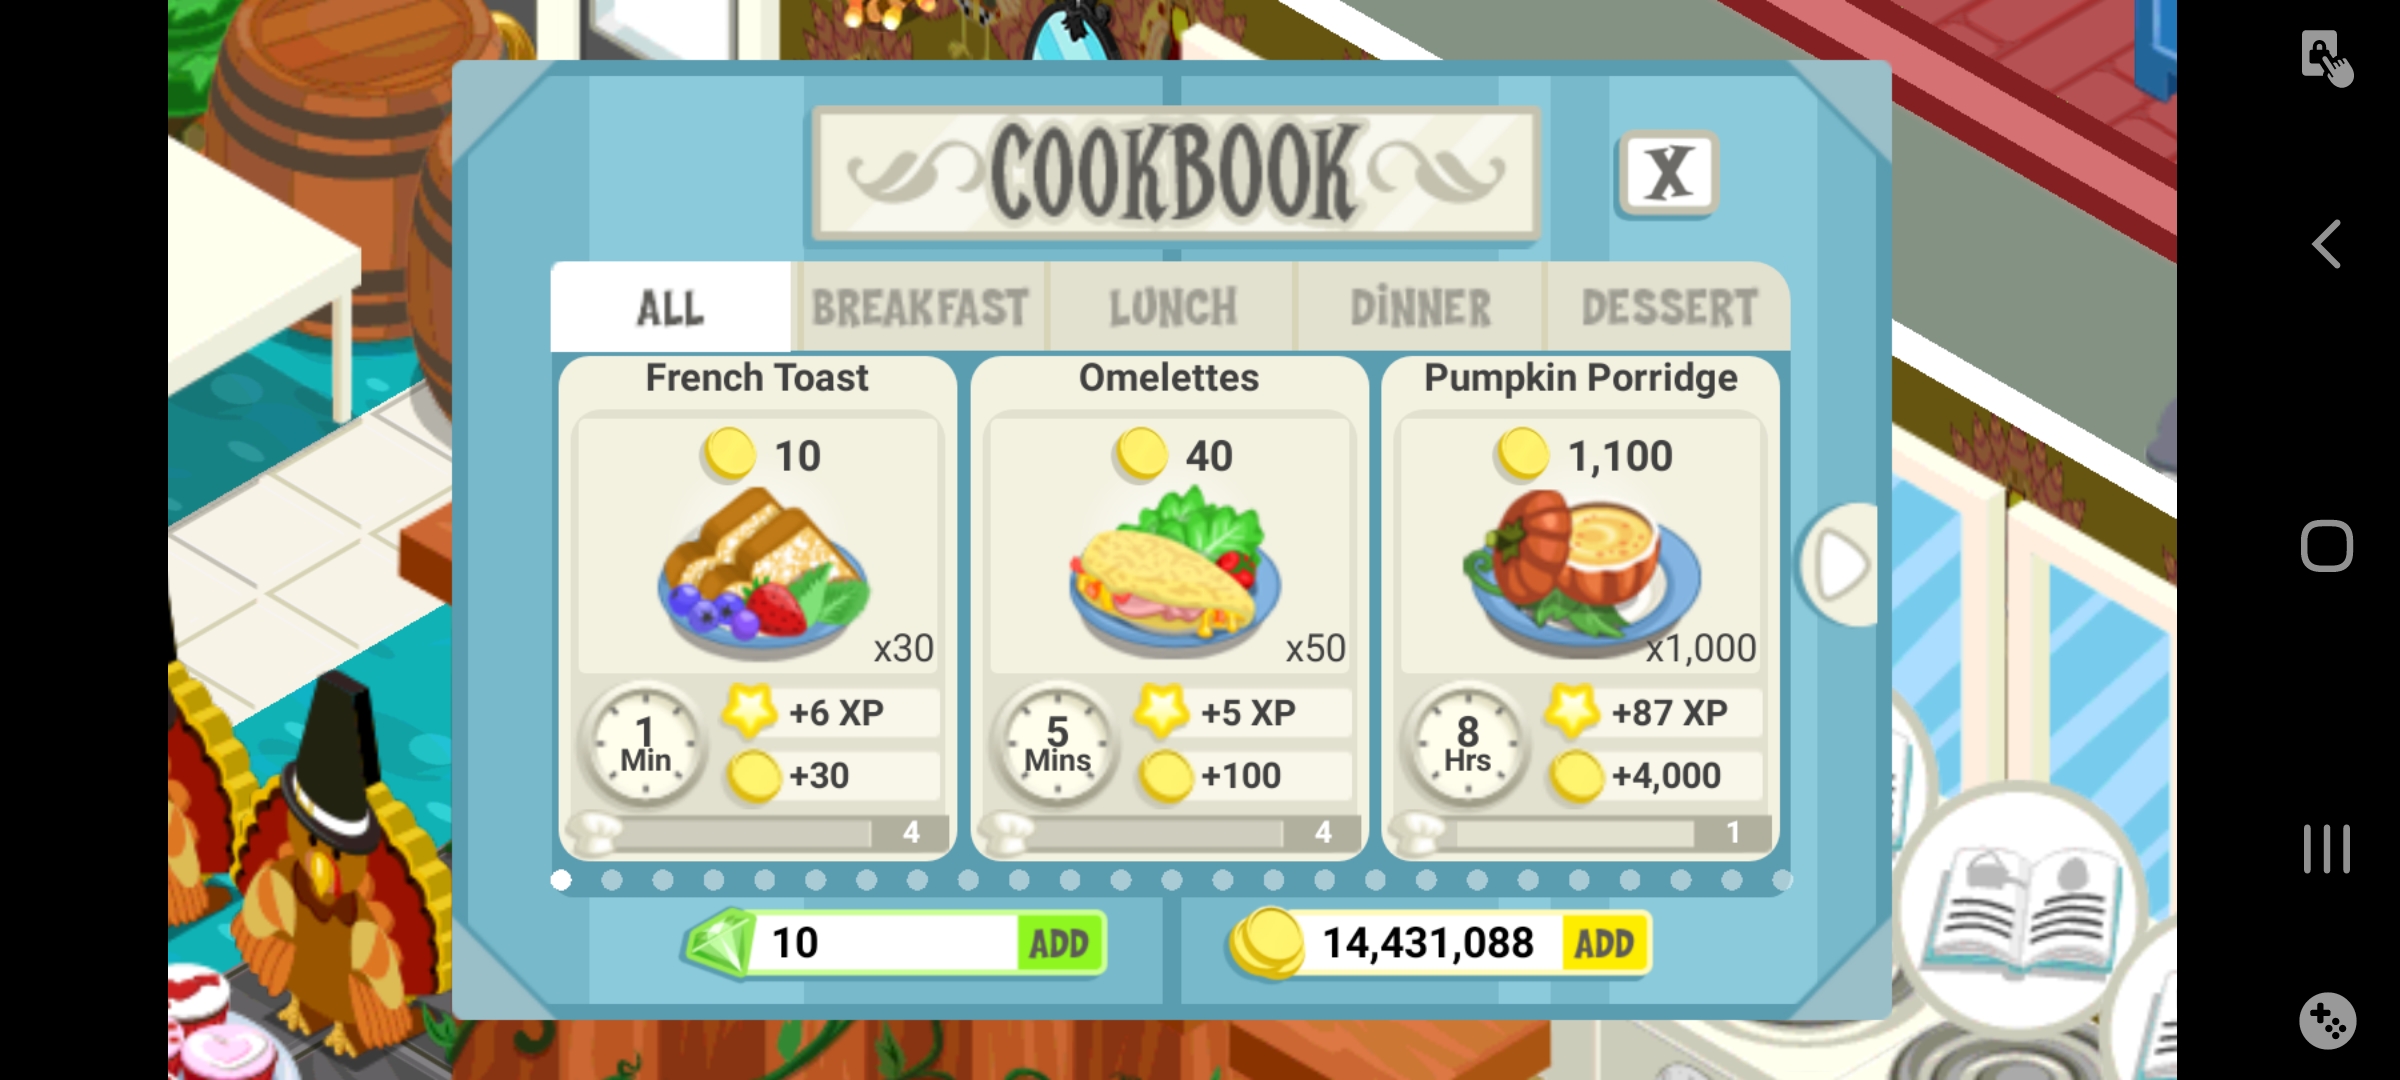 COOKBOOK
X
ALL BREAKFAST LUNCH DINNER DESSERT
French Toast
10
x30
1 Min
+6 XP
+30
4
Omelettes
40
x50
5 Mins
+5 XP
+100
4
Pumpkin Porridge
1,100
x1,000
8 Hrs
+87 XP
+4,000
1
10 ADD
14,431,088 ADD